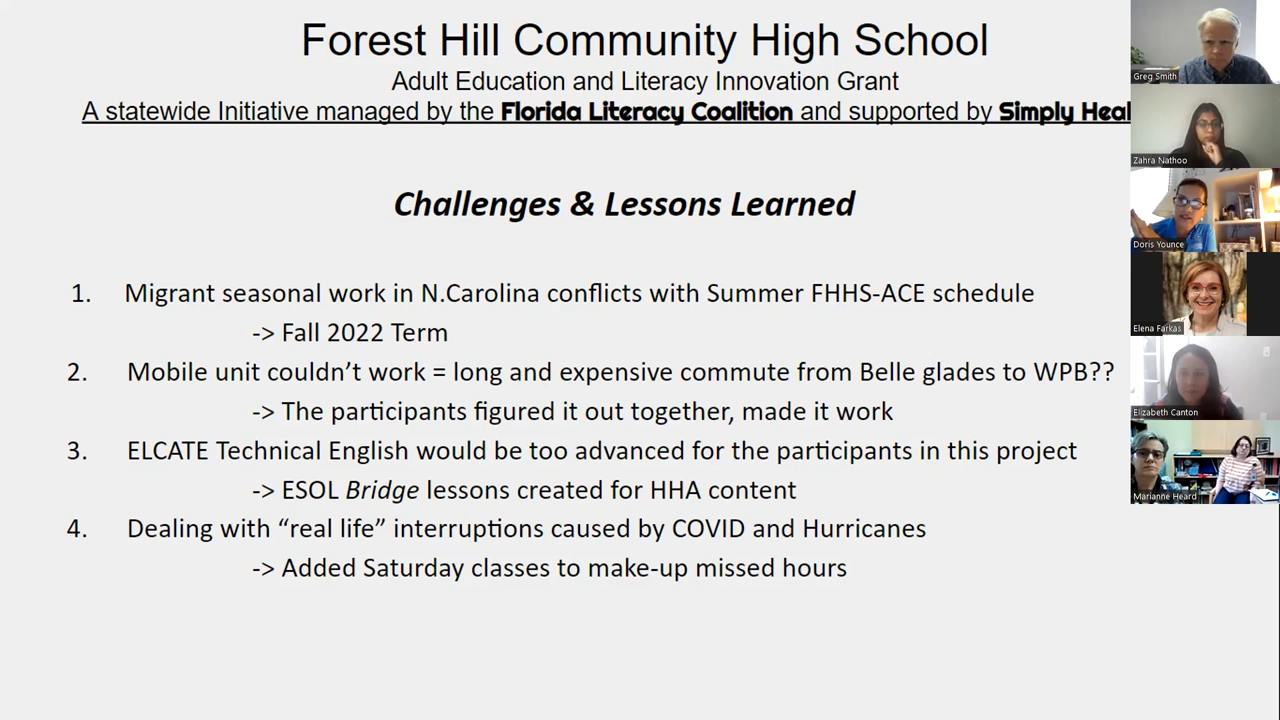 Forest Hill Community High School
Adult Education and Literacy Innovation Grant
A statewide Initiative managed by the Florida Literacy Coalition and supported by Simply Heal
Challenges & Lessons Learned
1. Migrant seasonal work in N.Carolina conflicts with Summer FHHS-ACE schedule
-> Fall 2022 Term
2. Mobile unit couldn’t work = long and expensive commute from Belle glades to WPB??
-> The participants figured it out together, made it work
3. ELCATE Technical English would be too advanced for the participants in this project
-> ESOL Bridge lessons created for HHA content
4. Dealing with “real life” interruptions caused by COVID and Hurricanes
-> Added Saturday classes to make-up missed hours
Greg Smith
Zahra Nathoo
Doris Younce
Elena Farkas
Elizabeth Canton
Marianne Heard